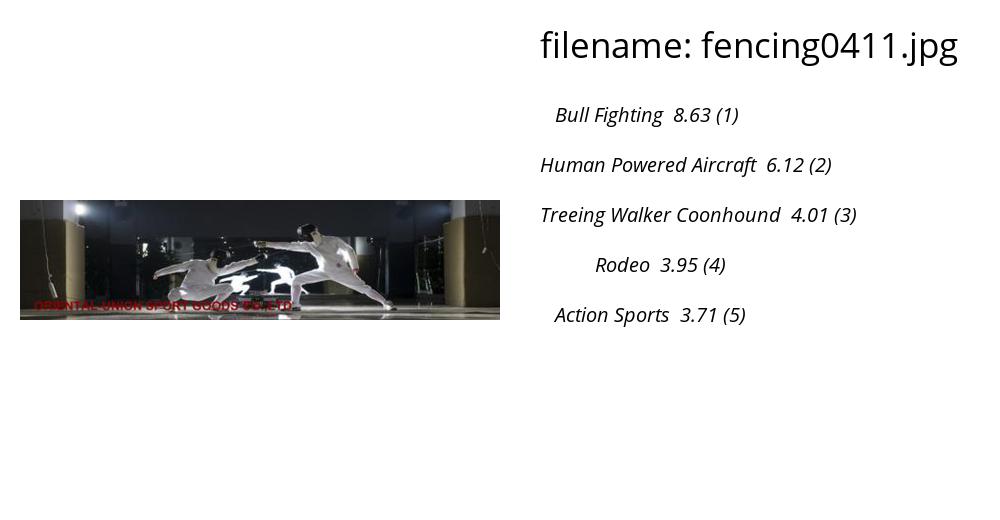 filename: fencing0411.jpg
Bull Fighting 8.63 (1)
Human Powered Aircraft 6.12 (2)
Treeing Walker Coonhound 4.01 (3)
Rodeo 3.95 (4)
Action Sports 3.71 (5)
ORIENTAL UNION SPORT GOODS CO.,LTD